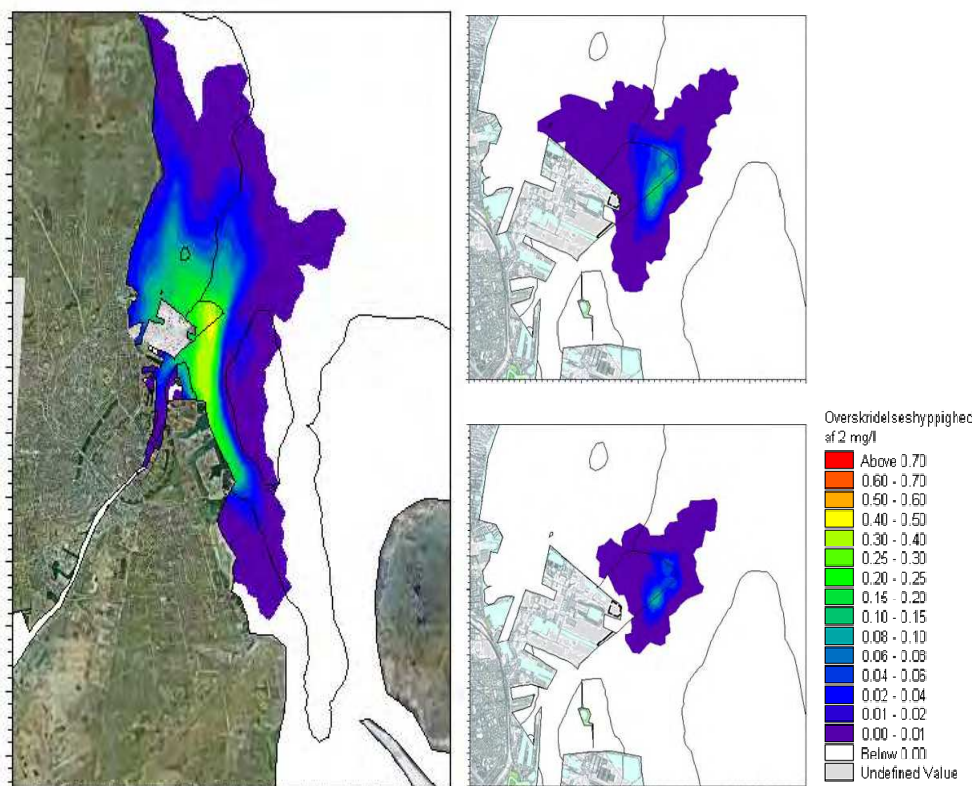 Overskridelseshyppighec
af 2 mg/l
Above 0.70
0.60 - 0.70
0.50 - 0.60
0.40 - 0.50
0.30 - 0.40
0.25 - 0.30
0.20 - 0.25
0.15 - 0.20
0.10 - 0.15
0.08 - 0.10
0.06 - 0.08
0.04 - 0.06
0.02 - 0.04
0.01 - 0.02
0.00 - 0.01
Below 0.00
Undefined Value